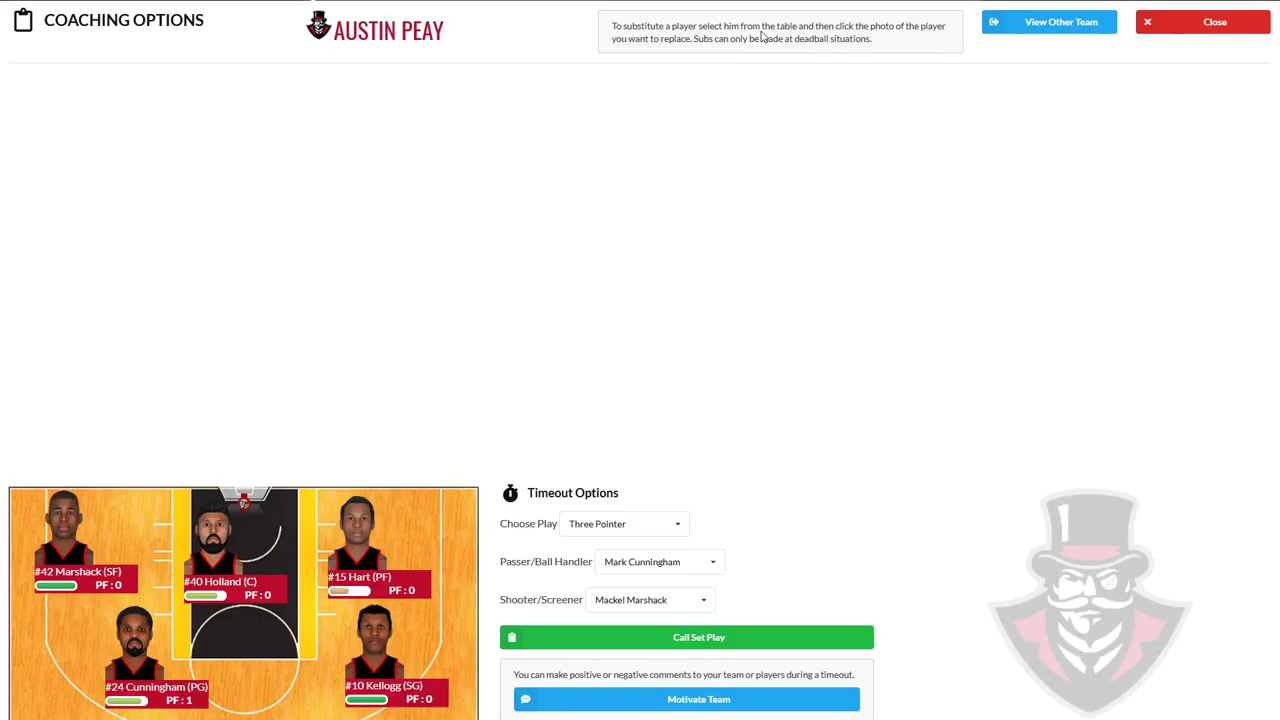 COACHING OPTIONS
AUSTIN PEAY
To substitute a player select him from the table and then click the photo of the player
you want to replace. Subs can only be made at deadball situations.
View Other Team
Close
#42 Marshack (SF)
PF: 0
#40 Holland (C)
PF: 0
#15 Hart (PF)
PF: 0
#24 Cunningham (PG)
PF: 1
#10 Kellogg (SG)
PF: 0
Timeout Options
Choose Play Three Pointer
Passer/Ball Handler Mark Cunningham
Shooter/Screener Mackel Marshack
Call Set Play
You can make positive or negative comments to your team or players during a timeout.
Motivate Team